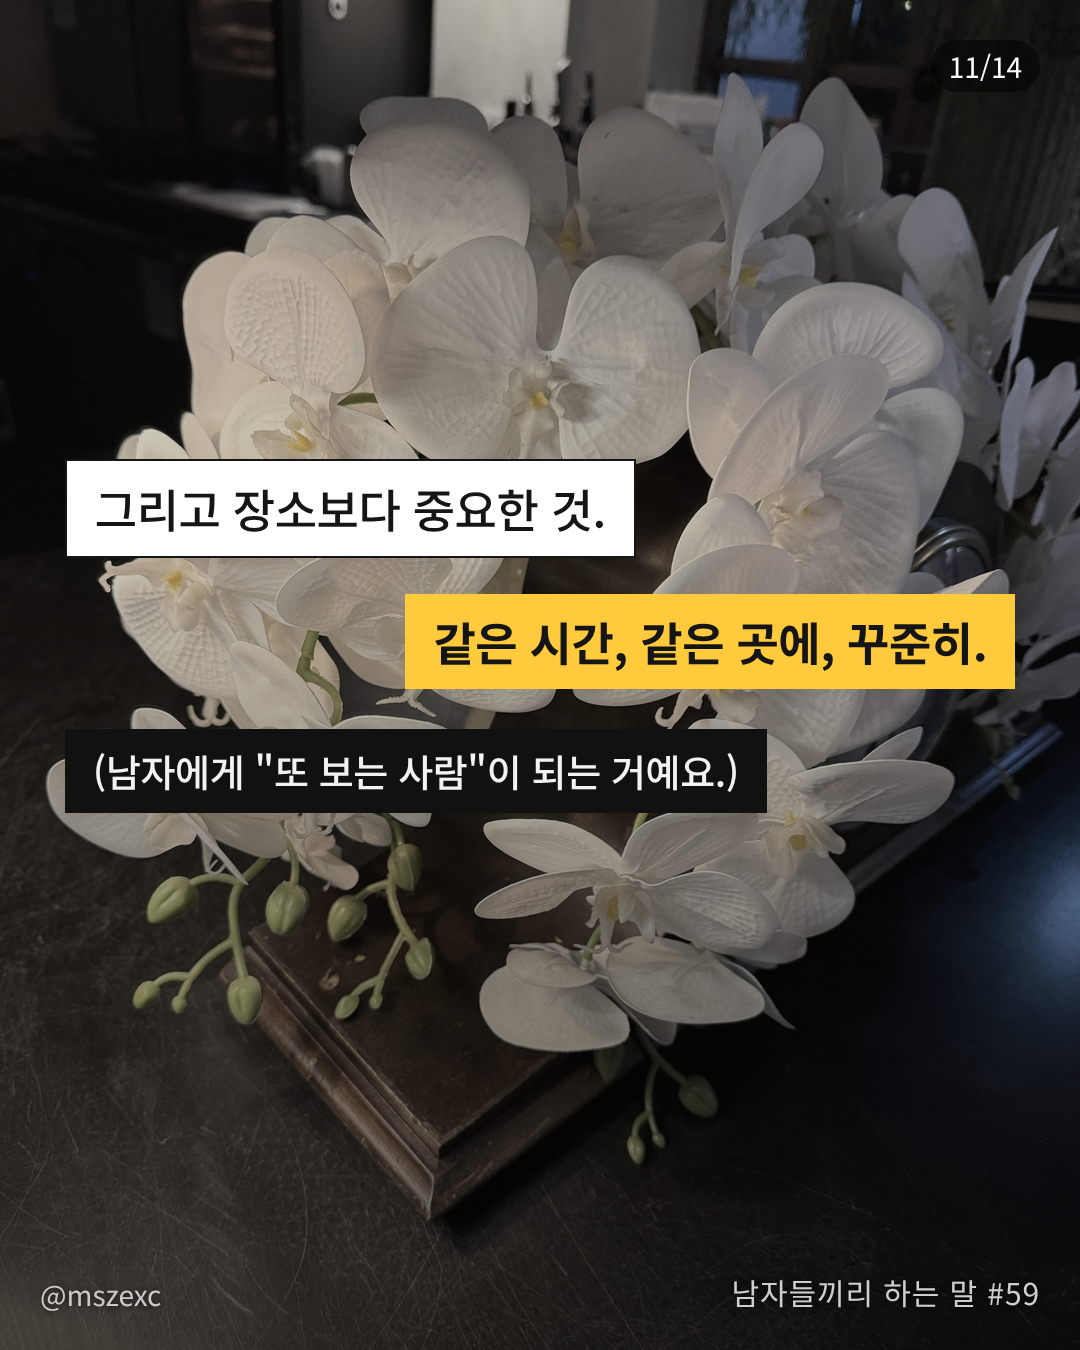 11/14
그리고 장소보다 중요한 것.
같은 시간, 같은 곳에, 꾸준히.
(남자에게 "또 보는 사람"이 되는 거예요.)
@mszexc
남자들끼리 하는 말 #59